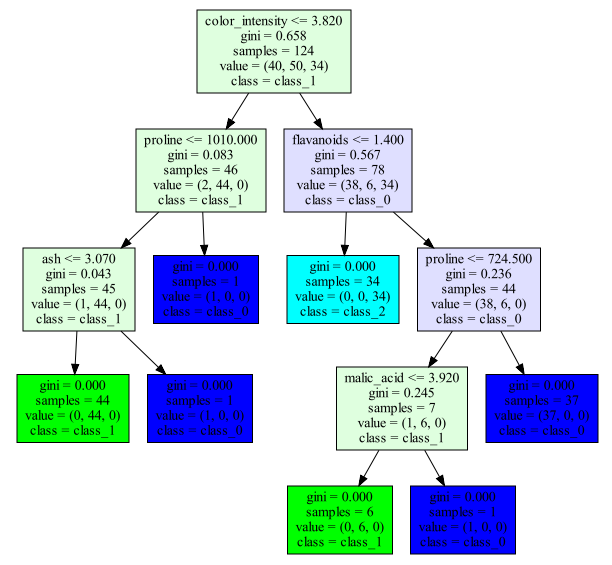 color_intensity <= 3.820
gini = 0.658
samples = 124
value = (40, 50, 34)
class = class_1
proline <= 1010.000
gini = 0.083
samples = 46
value = (2, 44, 0)
class = class_1
flavanoids <= 1.400
gini = 0.567
samples = 78
value = (38, 6, 34)
class = class_0
ash <= 3.070
gini = 0.043
samples = 45
value = (1, 44, 0)
class = class_1
gini = 0.000
samples = 1
value = (1, 0, 0)
class = class_0
gini = 0.000
samples = 34
value = (0, 0, 34)
class = class_2
proline <= 724.500
gini = 0.236
samples = 44
value = (38, 6, 0)
class = class_0
gini = 0.000
samples = 44
value = (0, 44, 0)
class = class_1
gini = 0.000
samples = 1
value = (1, 0, 0)
class = class_0
malic_acid <= 3.920
gini = 0.245
samples = 7
value = (1, 6, 0)
class = class_1
gini = 0.000
samples = 37
value = (37, 0, 0)
class = class_0
gini = 0.000
samples = 6
value = (0, 6, 0)
class = class_1
gini = 0.000
samples = 1
value = (1, 0, 0)
class = class_0